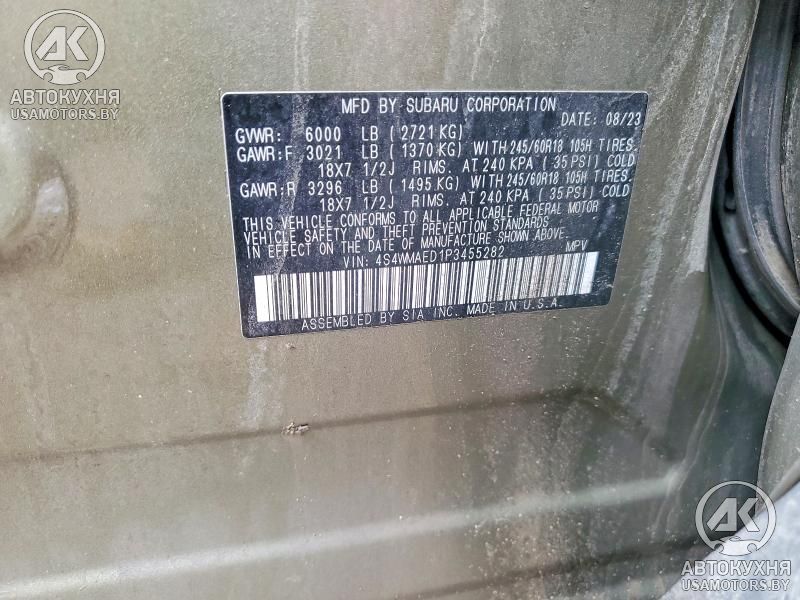 AK
АВТОКУХНЯ
USAMOTORS.BY
MFD BY SUBARU CORPORATION DATE: 08/23
GVWR: 6000 LB ( 2721 KG)
GAWR:F 3021 LB ( 1370 KG) WITH 245/60R18 105H TIRES,
18X7 1/2J RIMS. AT 240 KPA ( 35 PSI) COLD
GAWR:R 3296 LB ( 1495 KG) WITH 245/60R18 105H TIRES,
18X7 1/2J RIMS. AT 240 KPA ( 35 PSI) COLD
THIS VEHICLE CONFORMS TO ALL APPLICABLE FEDERAL MOTOR
VEHICLE SAFETY AND THEFT PREVENTION STANDARDS
IN EFFECT ON THE DATE OF MANUFACTURE SHOWN ABOVE.
VIN: 4S4WMAED1P3455282 MPV
ASSEMBLED BY SIA INC. MADE IN U.S.A.
AK
АВТОКУХНЯ
USAMOTORS.BY